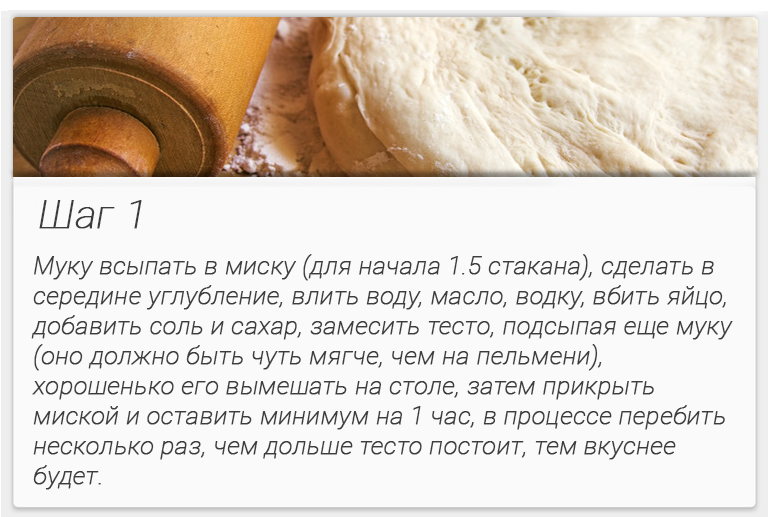 Шаг 1
Муку всыпать в миску (для начала 1.5 стакана), сделать в
середине углубление, влить воду, масло, водку, вбить яйцо,
добавить соль и сахар, замесить тесто, подсыпая еще муку
(оно должно быть чуть мягче, чем на пельмени),
хорошенько его вымешать на столе, затем прикрыть
миской и оставить минимум на 1 час, в процессе перебить
несколько раз, чем дольше тесто постоит, тем вкуснее
будет.